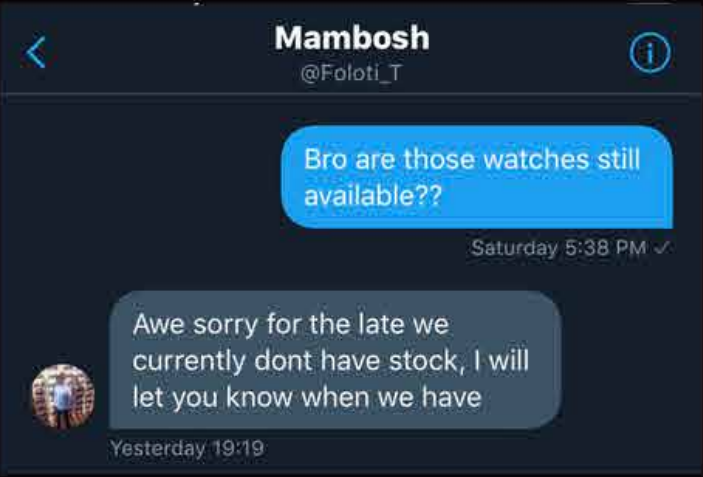 Mambosh
@Foloti_T
Bro are those watches still
available??
Saturday 5:38 PM ✓
Awe sorry for the late we
currently dont have stock, I will
let you know when we have
Yesterday 19:19